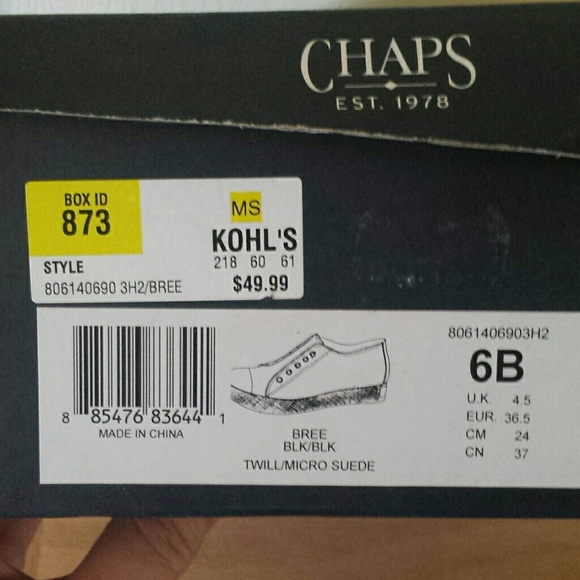 CHAPS
EST. 1978
BOX ID
873
MS
KOHL'S
218 60 61
$49.99
STYLE
806140690 3H2/BREE
8 85476 83644 1
MADE IN CHINA
BREE
BLK/BLK
TWILL/MICRO SUEDE
8061406903H2
6B
U.K. 4.5
EUR. 36.5
CM 24
CN 37